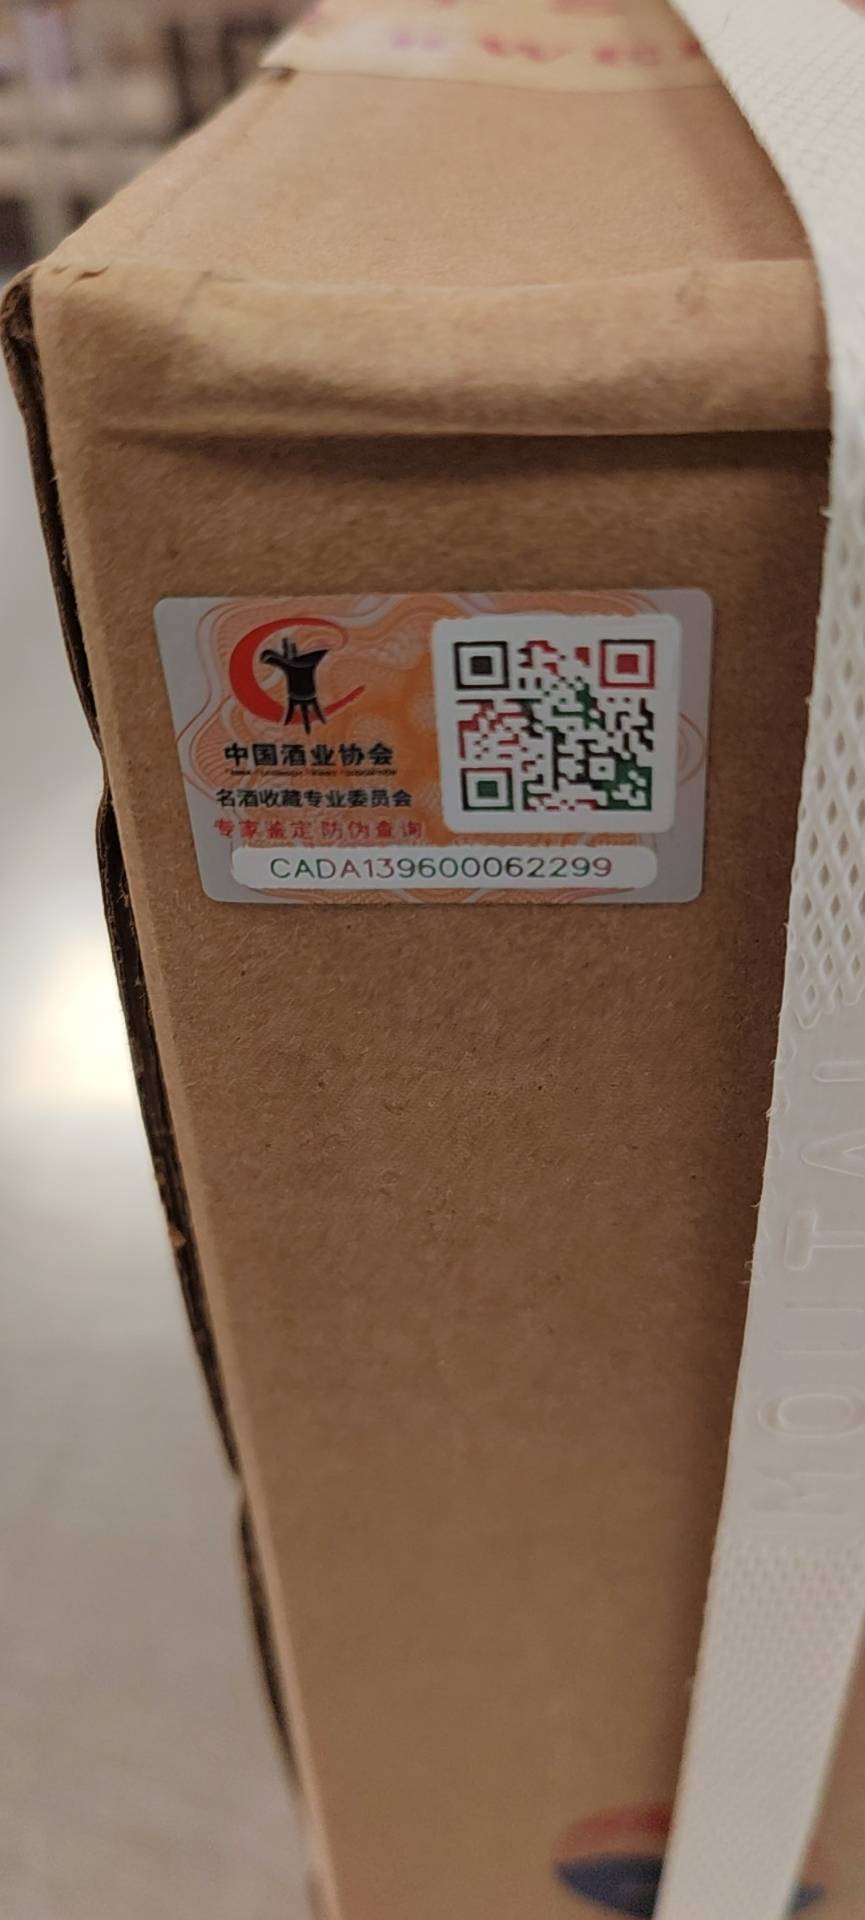 中国酒业协会
名酒收藏专业委员会
专家鉴定 防伪查询
CADA139600062299
MOUTAI